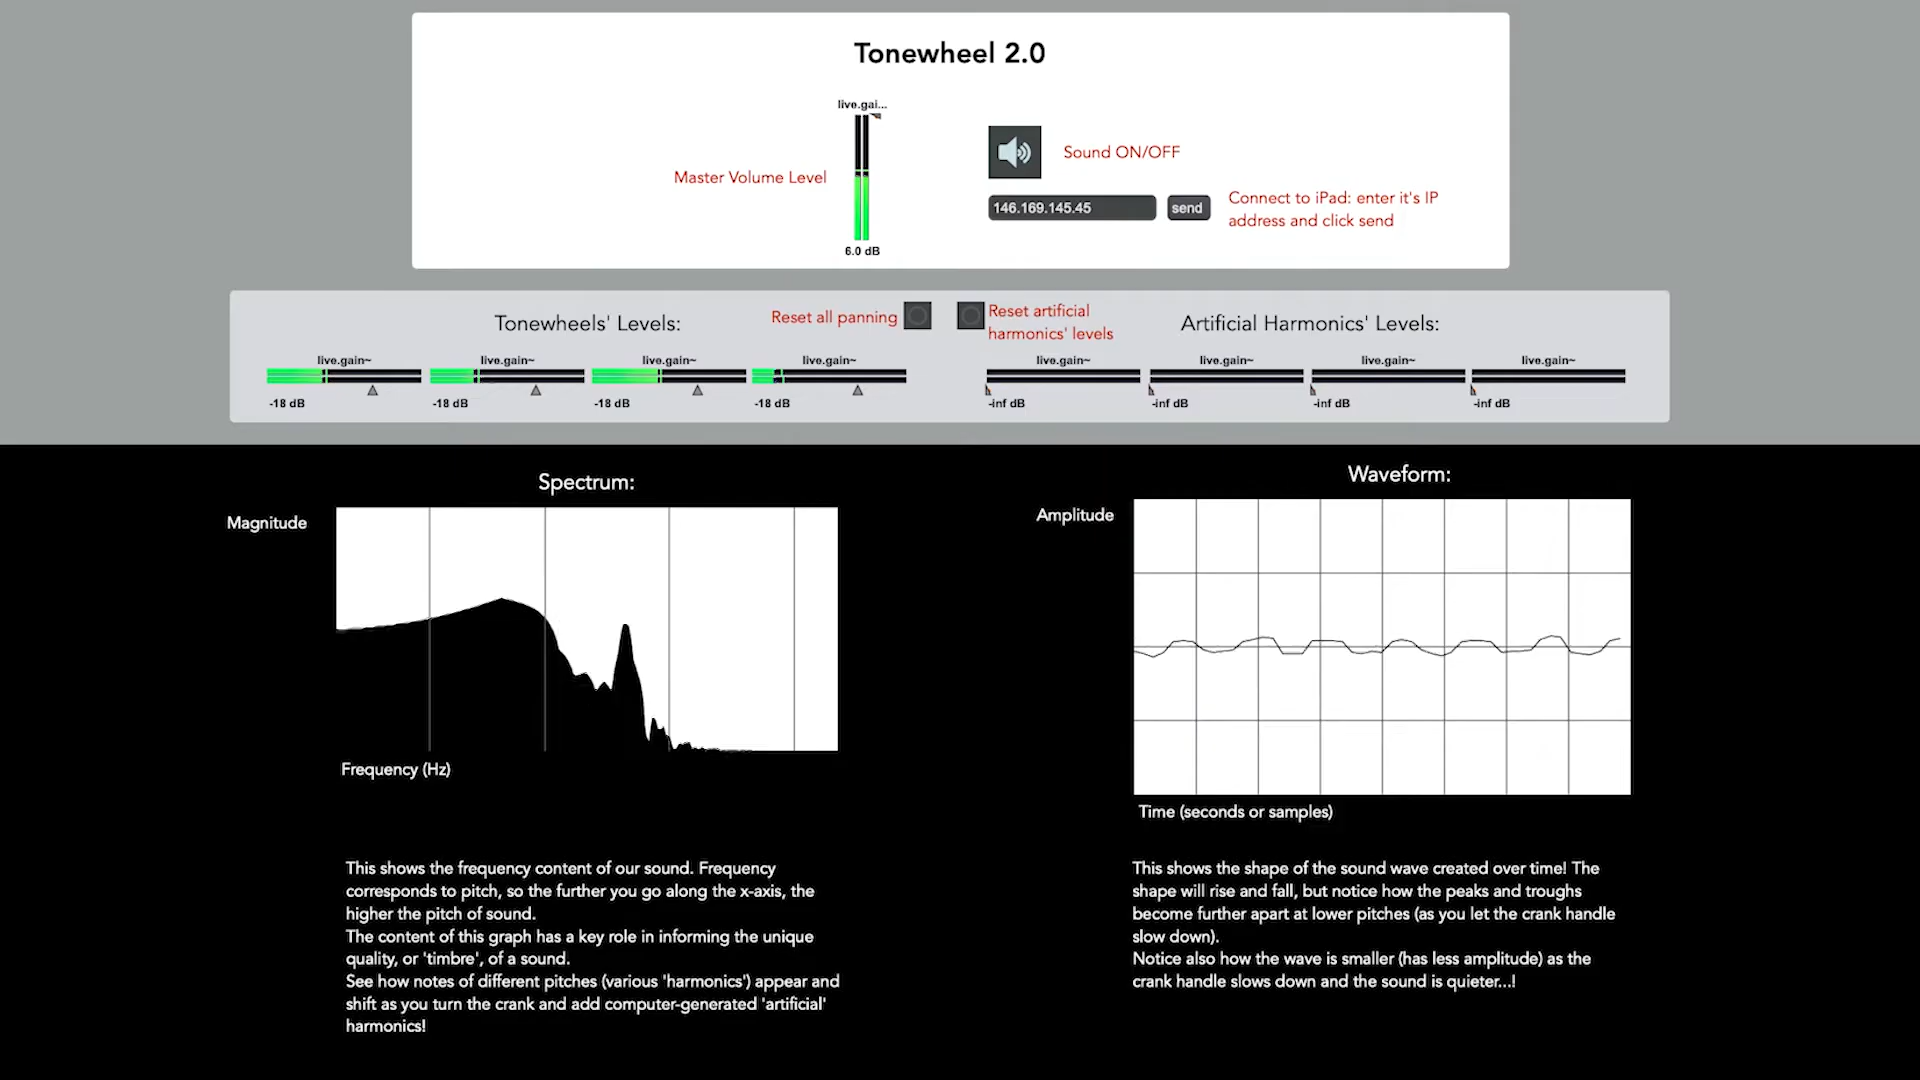 Tonewheel 2.0
live.gai...
Master Volume Level
6.0 dB
Sound ON/OFF
146.169.145.45
send
Connect to iPad: enter it's IP
address and click send
Tonewheels' Levels:
Reset all panning
Reset artificial
harmonics' levels
Artificial Harmonics' Levels:
live.gain~
live.gain~
live.gain~
live.gain~
live.gain~
live.gain~
live.gain~
live.gain~
-18 dB
-18 dB
-18 dB
-18 dB
-inf dB
-inf dB
-inf dB
-inf dB
Spectrum:
Magnitude
Frequency (Hz)
This shows the frequency content of our sound. Frequency
corresponds to pitch, so the further you go along the x-axis, the
higher the pitch of sound.
The content of this graph has a key role in informing the unique
quality, or 'timbre', of a sound.
See how notes of different pitches (various 'harmonics') appear and
shift as you turn the crank and add computer-generated 'artificial'
harmonics!
Waveform:
Amplitude
Time (seconds or samples)
This shows the shape of the sound wave created over time! The
shape will rise and fall, but notice how the peaks and troughs
become further apart at lower pitches (as you let the crank handle
slow down).
Notice also how the wave is smaller (has less amplitude) as the
crank handle slows down and the sound is quieter...!